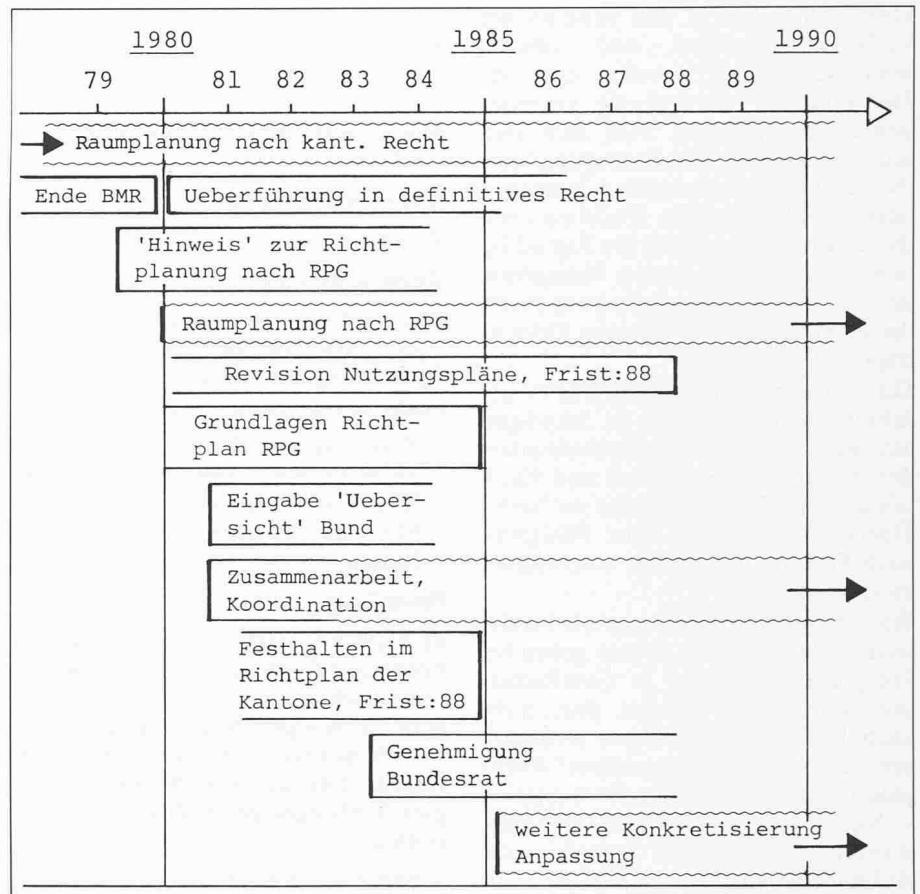 1980 1985 1990
79 81 82 83 84 86 87 88 89
Raumplanung nach kant. Recht
Ende BMR Ueberführung in definitives Recht
'Hinweis' zur Richt-
planung nach RPG
Raumplanung nach RPG
Revision Nutzungspläne, Frist:88
Grundlagen Richt-
plan RPG
Eingabe 'Ueber-
sicht' Bund
Zusammenarbeit,
Koordination
Festhalten im
Richtplan der
Kantone, Frist:88
Genehmigung
Bundesrat
weitere Konkretisierung
Anpassung